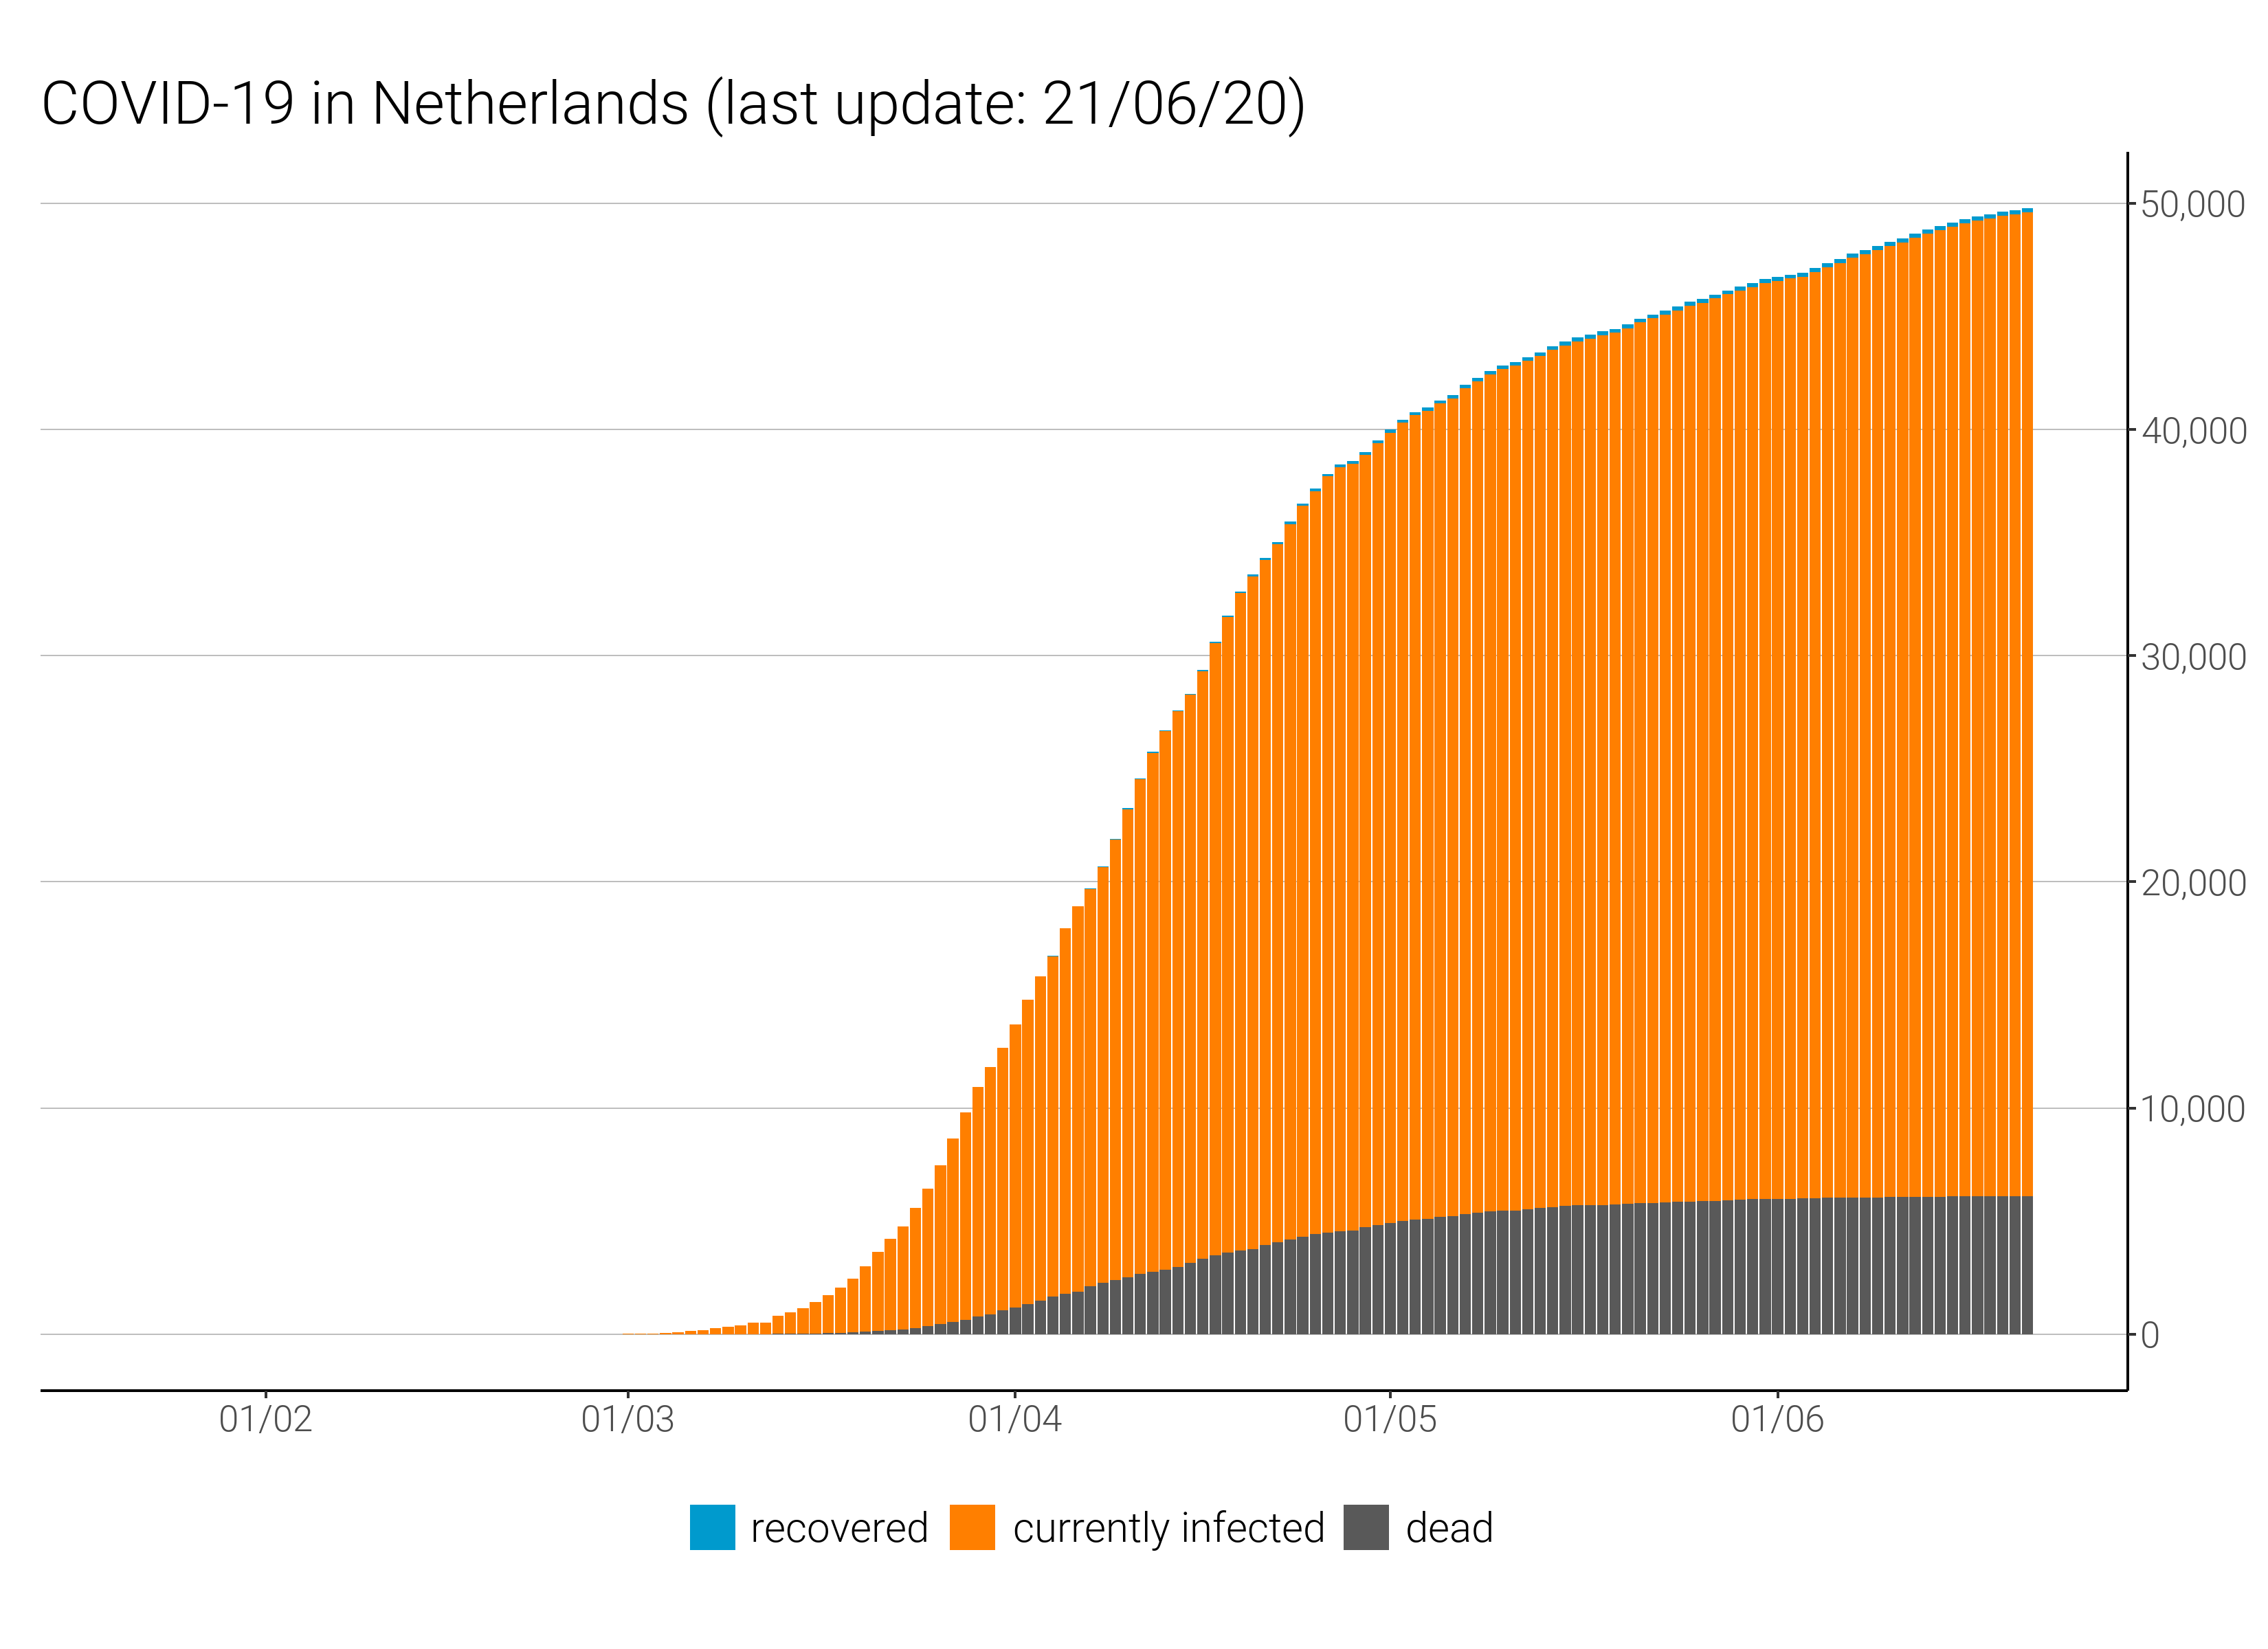 COVID-19 in Netherlands (last update: 21/06/20)
50,000
40,000
30,000
20,000
10,000
0
01/02 01/03 01/04 01/05 01/06
recovered currently infected dead